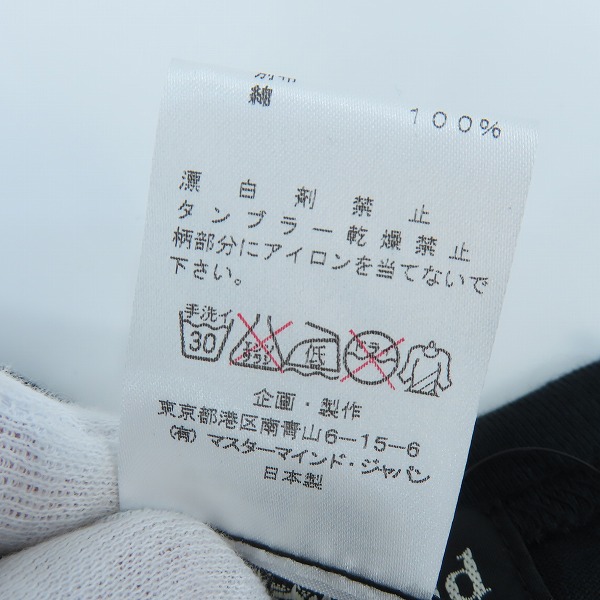 綿 100%
漂白剤禁止
タンブラー乾燥禁止
柄部分にアイロンを当てないで
下さい。
手洗イ
30 低 ドライ
企画・製作
東京都港区南青山6-15-6
(有) マスターマインド・ジャパン
日本製